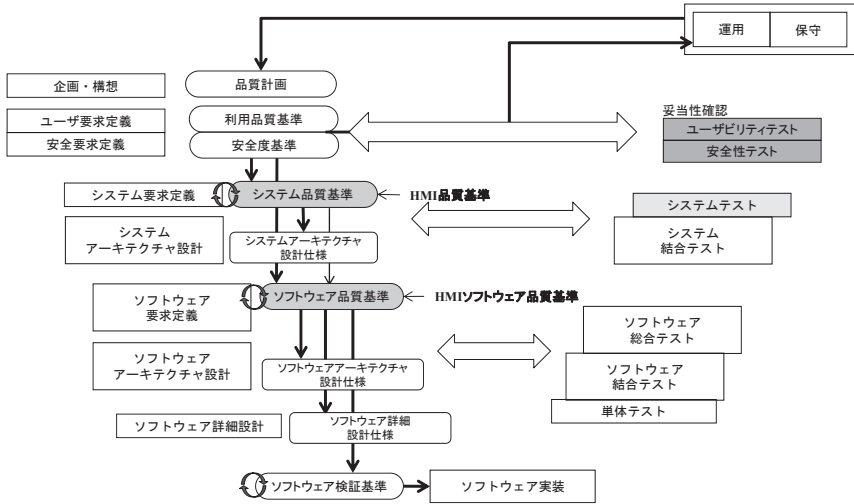 運用
保守
企画・構想
品質計画
ユーザ要求定義
利用品質基準
妥当性確認
ユーザビリティテスト
安全要求定義
安全度基準
安全性テスト
システム要求定義
システム品質基準
HMI品質基準
システムテスト
システム
アーキテクチャ設計
システムアーキテクチャ
設計仕様
システム
結合テスト
ソフトウェア
要求定義
ソフトウェア品質基準
HMIソフトウェア品質基準
ソフトウェア
総合テスト
ソフトウェア
アーキテクチャ設計
ソフトウェアアーキテクチャ
設計仕様
ソフトウェア
結合テスト
単体テスト
ソフトウェア詳細設計
ソフトウェア詳細
設計仕様
ソフトウェア検証基準
ソフトウェア実装